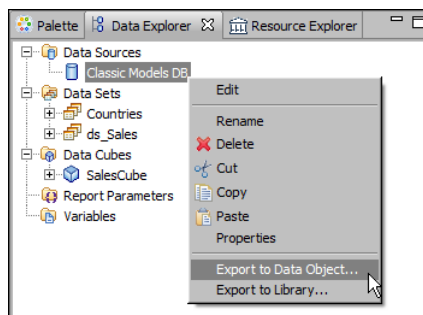 Palette Data Explorer Resource Explorer
Data Sources
Classic Models DB
Data Sets
Countries
ds_Sales
Data Cubes
SalesCube
Report Parameters
Variables
Edit
Rename
Delete
Cut
Copy
Paste
Properties
Export to Data Object...
Export to Library...